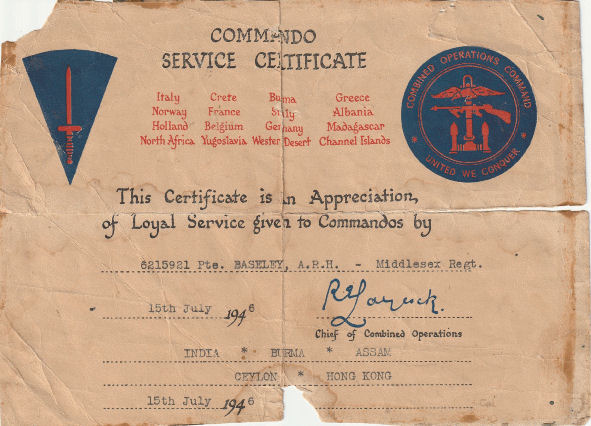 COMMANDO
SERVICE CERTIFICATE
COMBINED OPERATIONS COMMAND
* UNITED WE CONQUER *
Italy Crete Burma Greece
Norway France Sicily Albania
Holland Belgium Germany Madagascar
North Africa Yugoslavia Western Desert Channel Islands
This Certificate is in Appreciation,
of Loyal Service given to Commandos by
6215921 Pte. BASELEY, A.R.H. - Middlesex Regt.
15th July 1946
R E Laycock.
Chief of Combined Operations
INDIA * BURMA * ASSAM
CEYLON * HONG KONG
15th July 1946